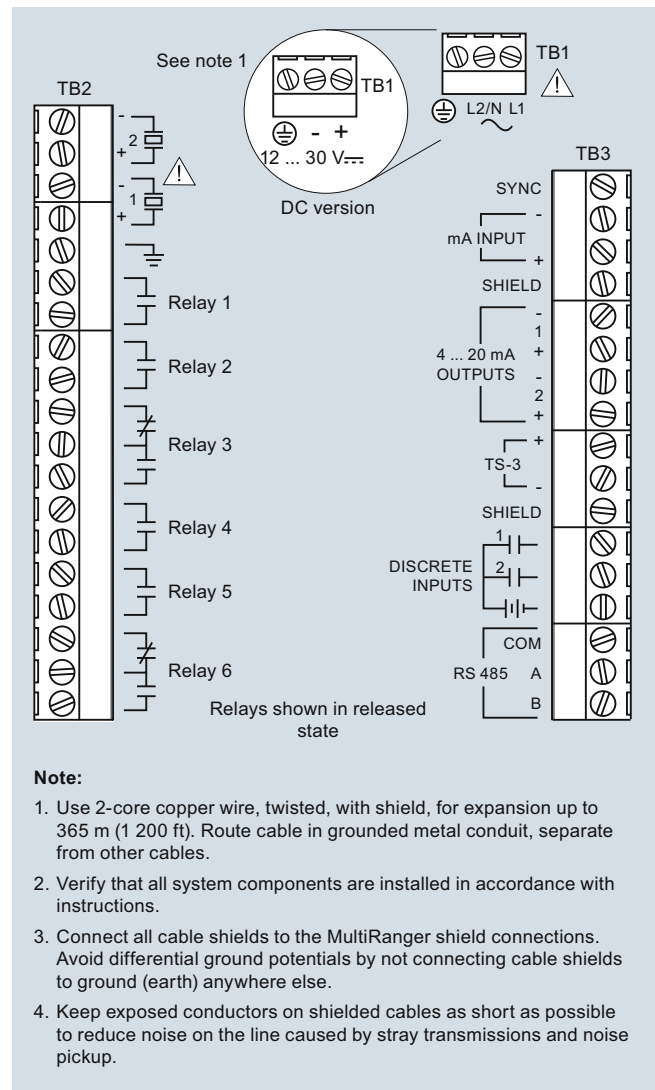 See note 1
TB1
TB1
L2/N L1
- +
12 ... 30 V
DC version
TB2
-
2
+
-
1
+
Relay 1
Relay 2
Relay 3
Relay 4
Relay 5
Relay 6
Relays shown in released
state
TB3
SYNC
-
mA INPUT
+
SHIELD
-
1
+
4 ... 20 mA
OUTPUTS
-
2
+
+
TS-3
-
SHIELD
1
DISCRETE
INPUTS
2
COM
RS 485 A
B
Note:
1. Use 2-core copper wire, twisted, with shield, for expansion up to
365 m (1 200 ft). Route cable in grounded metal conduit, separate
from other cables.
2. Verify that all system components are installed in accordance with
instructions.
3. Connect all cable shields to the MultiRanger shield connections.
Avoid differential ground potentials by not connecting cable shields
to ground (earth) anywhere else.
4. Keep exposed conductors on shielded cables as short as possible
to reduce noise on the line caused by stray transmissions and noise
pickup.